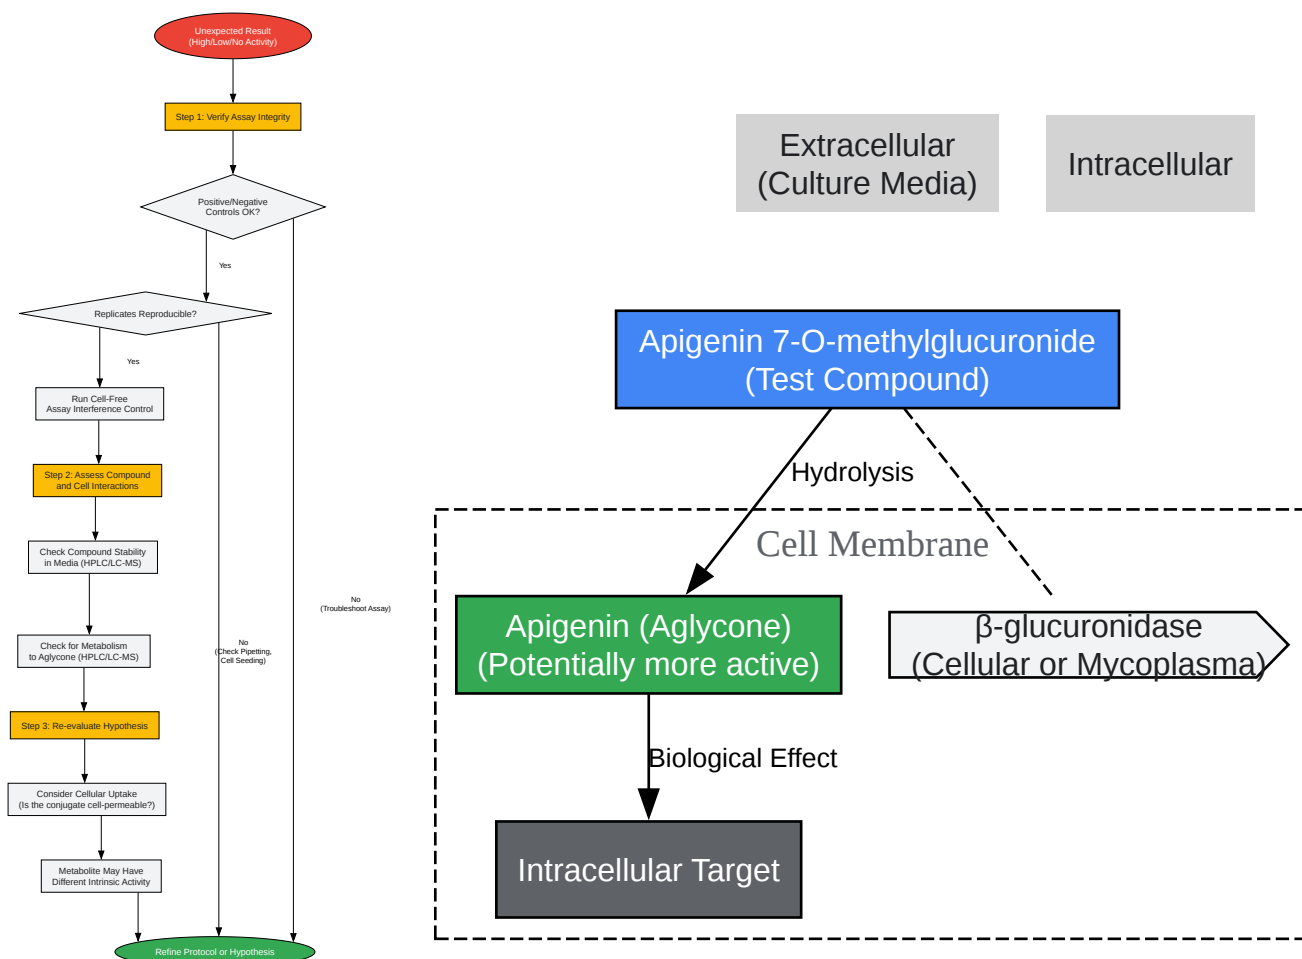 Unexpected Result
(High/Low/No Activity)
Step 1: Verify Assay Integrity
Positive/Negative
Controls OK?
Yes
Replicates Reproducible?
Yes
Run Cell-Free
Assay Interference Control
Step 2: Assess Compound
and Cell Interactions
Check Compound Stability
in Media (HPLC/LC-MS)
No
(Troubleshoot Assay)
Check for Metabolism
to Aglycone (HPLC/LC-MS)
No
(Check Pipetting,
Cell Seeding)
Step 3: Re-evaluate Hypothesis
Consider Cellular Uptake
(Is the conjugate cell-permeable?)
Metabolite May Have
Different Intrinsic Activity
Refine Protocol or Hypothesis
Extracellular
(Culture Media)
Intracellular
Apigenin 7-O-methylglucuronide
(Test Compound)
Hydrolysis
Cell Membrane
Apigenin (Aglycone)
(Potentially more active)
β-glucuronidase
(Cellular or Mycoplasma)
Biological Effect
Intracellular Target